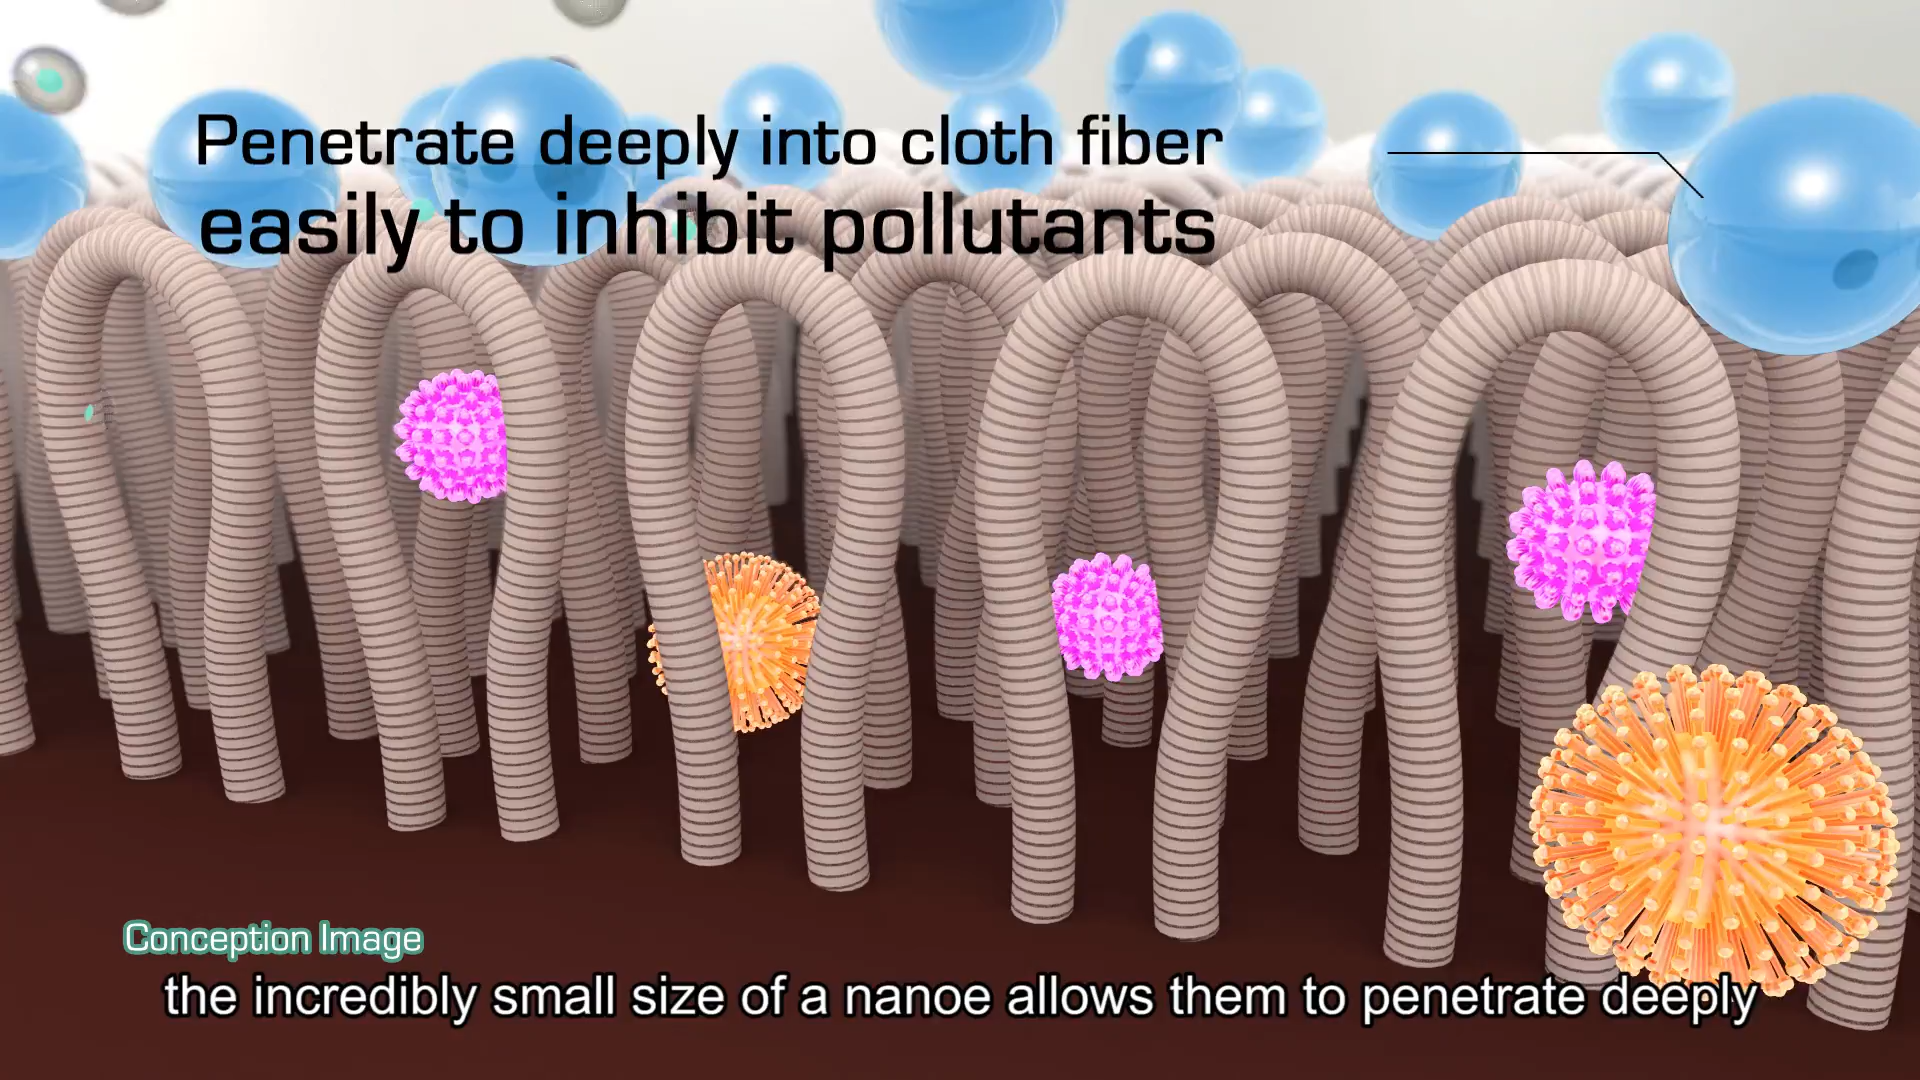 Penetrate deeply into cloth fiber
easily to inhibit pollutants
Conception Image
the incredibly small size of a nanoe allows them to penetrate deeply